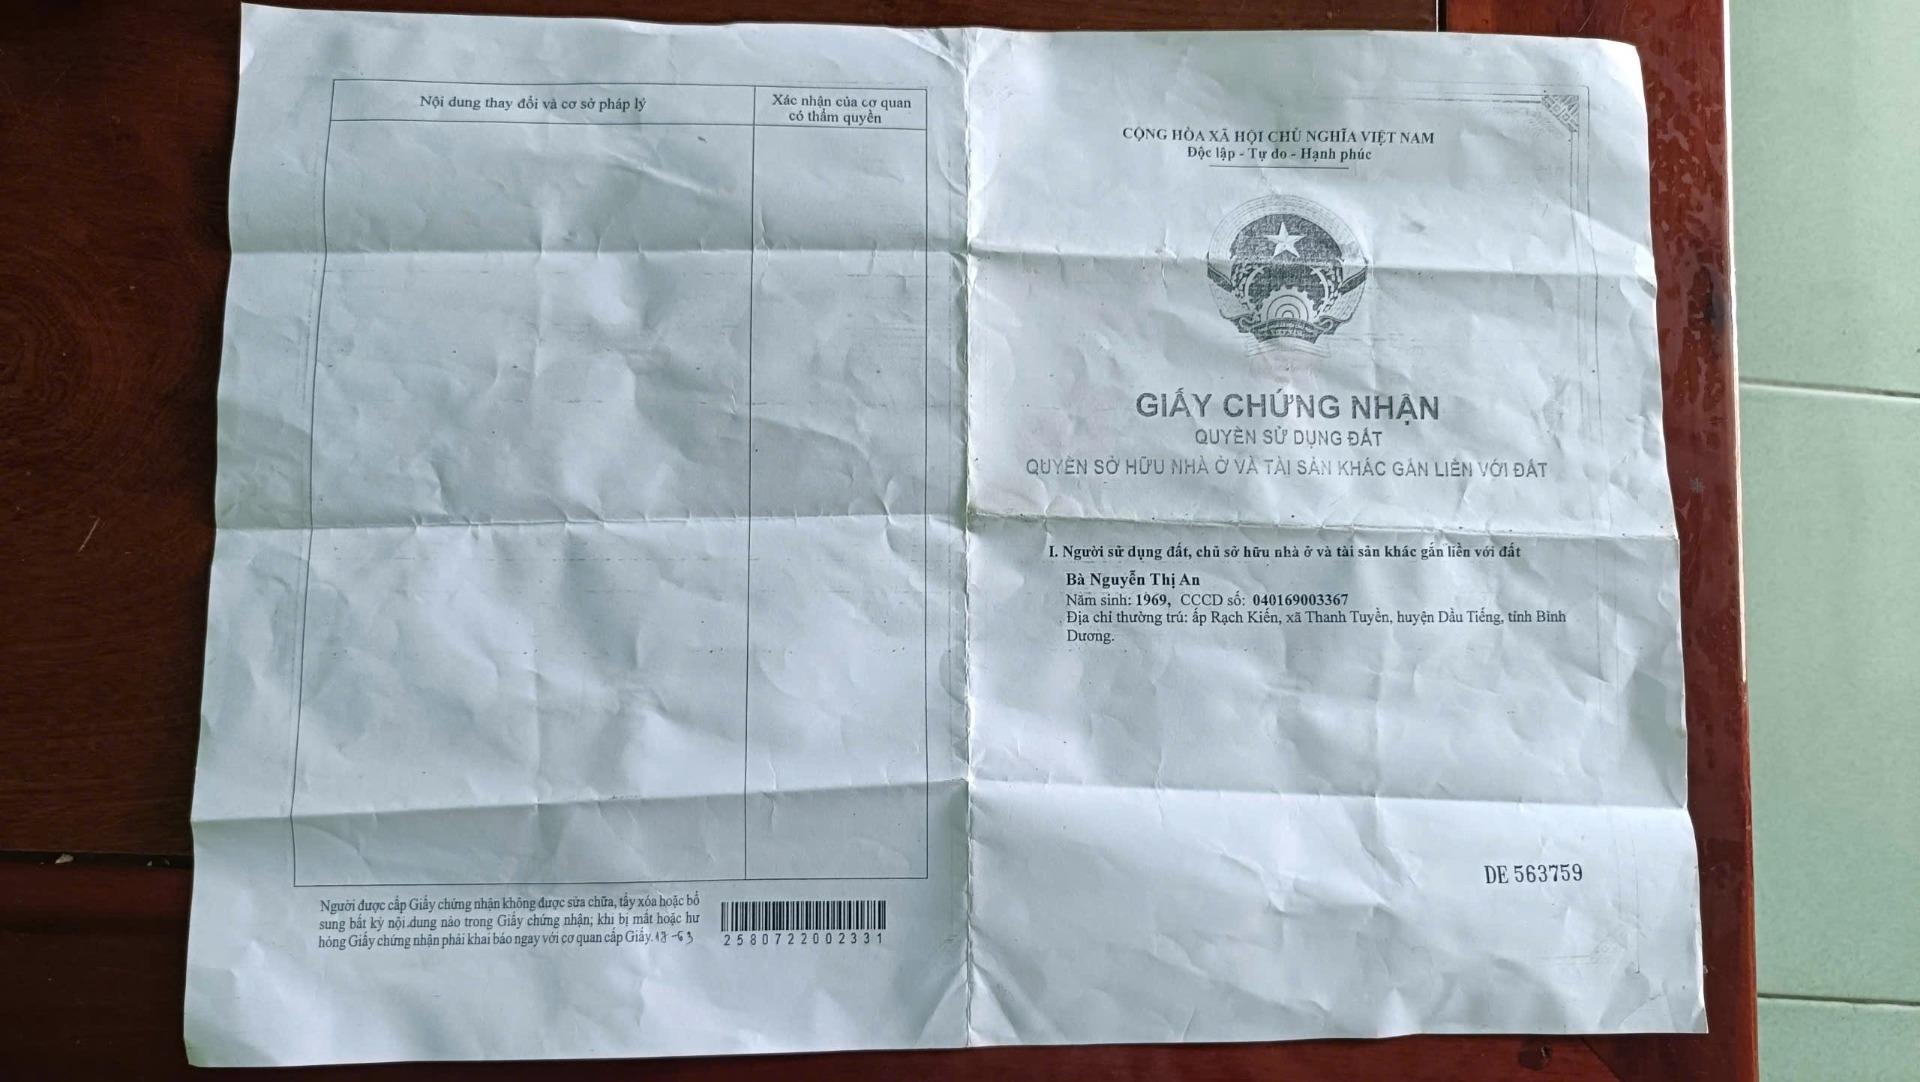 Nội dung thay đổi và cơ sở pháp lý
Xác nhận của cơ quan
có thẩm quyền
Người được cấp Giấy chứng nhận không được sửa chữa, tẩy xóa hoặc bổ
sung bất kỳ nội dung nào trong Giấy chứng nhận; khi bị mất hoặc hư
hỏng Giấy chứng nhận phải khai báo ngay với cơ quan cấp Giấy.
2580722002331
CỘNG HÒA XÃ HỘI CHỦ NGHĨA VIỆT NAM
Độc lập - Tự do - Hạnh phúc
GIẤY CHỨNG NHẬN
QUYỀN SỬ DỤNG ĐẤT
QUYỀN SỞ HỮU NHÀ Ở VÀ TÀI SẢN KHÁC GẮN LIỀN VỚI ĐẤT
I. Người sử dụng đất, chủ sở hữu nhà ở và tài sản khác gắn liền với đất
Bà Nguyễn Thị An
Năm sinh: 1969, CCCD số: 040169003367
Địa chỉ thường trú: ấp Rạch Kiến, xã Thanh Tuyền, huyện Dầu Tiếng, tỉnh Bình
Dương.
DE 563759